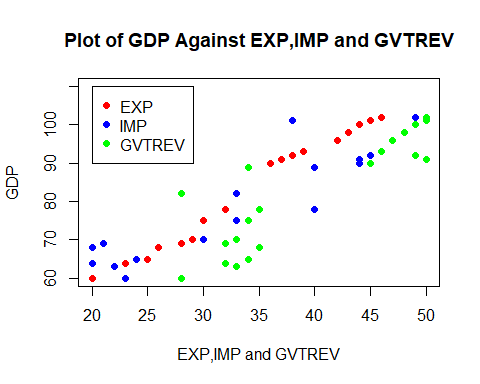 Plot of GDP Against EXP,IMP and GVTREV
EXP
IMP
GVTREV
GDP
100
90
80
70
60
20 25 30 35 40 45 50
EXP,IMP and GVTREV